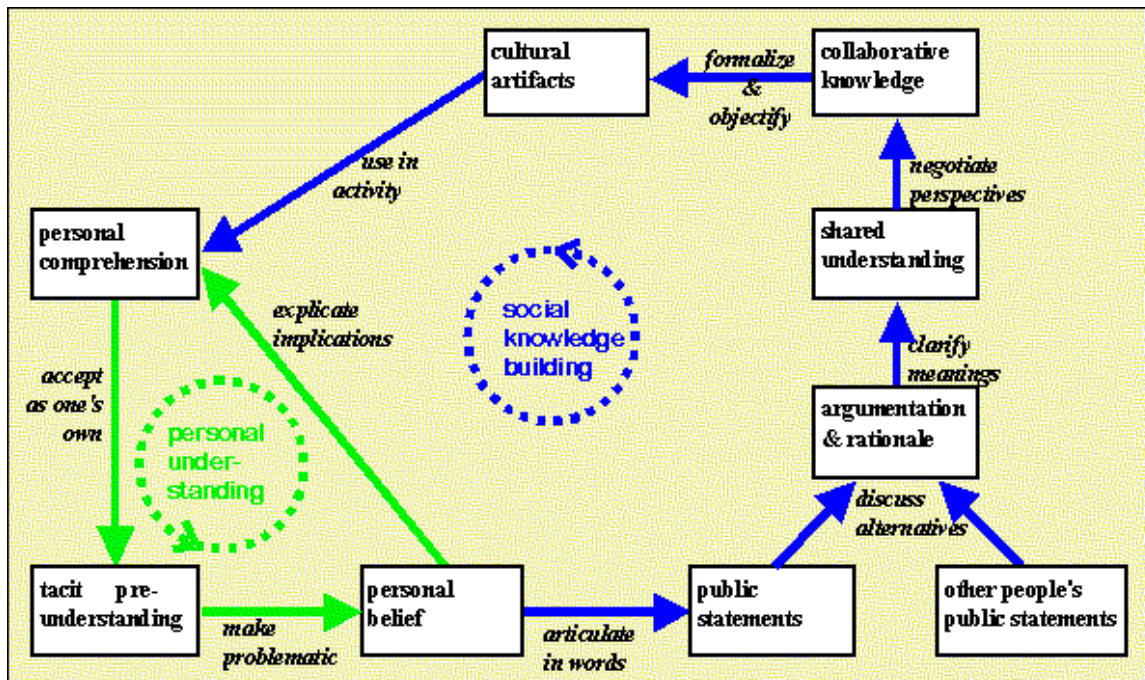 cultural
artifacts
formalize
&
objectify
collaborative
knowledge
use in
activity
negotiate
perspectives
personal
comprehension
shared
understanding
explicate
implications
social
knowledge
building
clarify
meanings
accept
as one's
own
personal
under-
standing
argumentation
& rationale
discuss
alternatives
tacit pre-
understanding
make
problematic
personal
belief
articulate
in words
public
statements
other people's
public statements